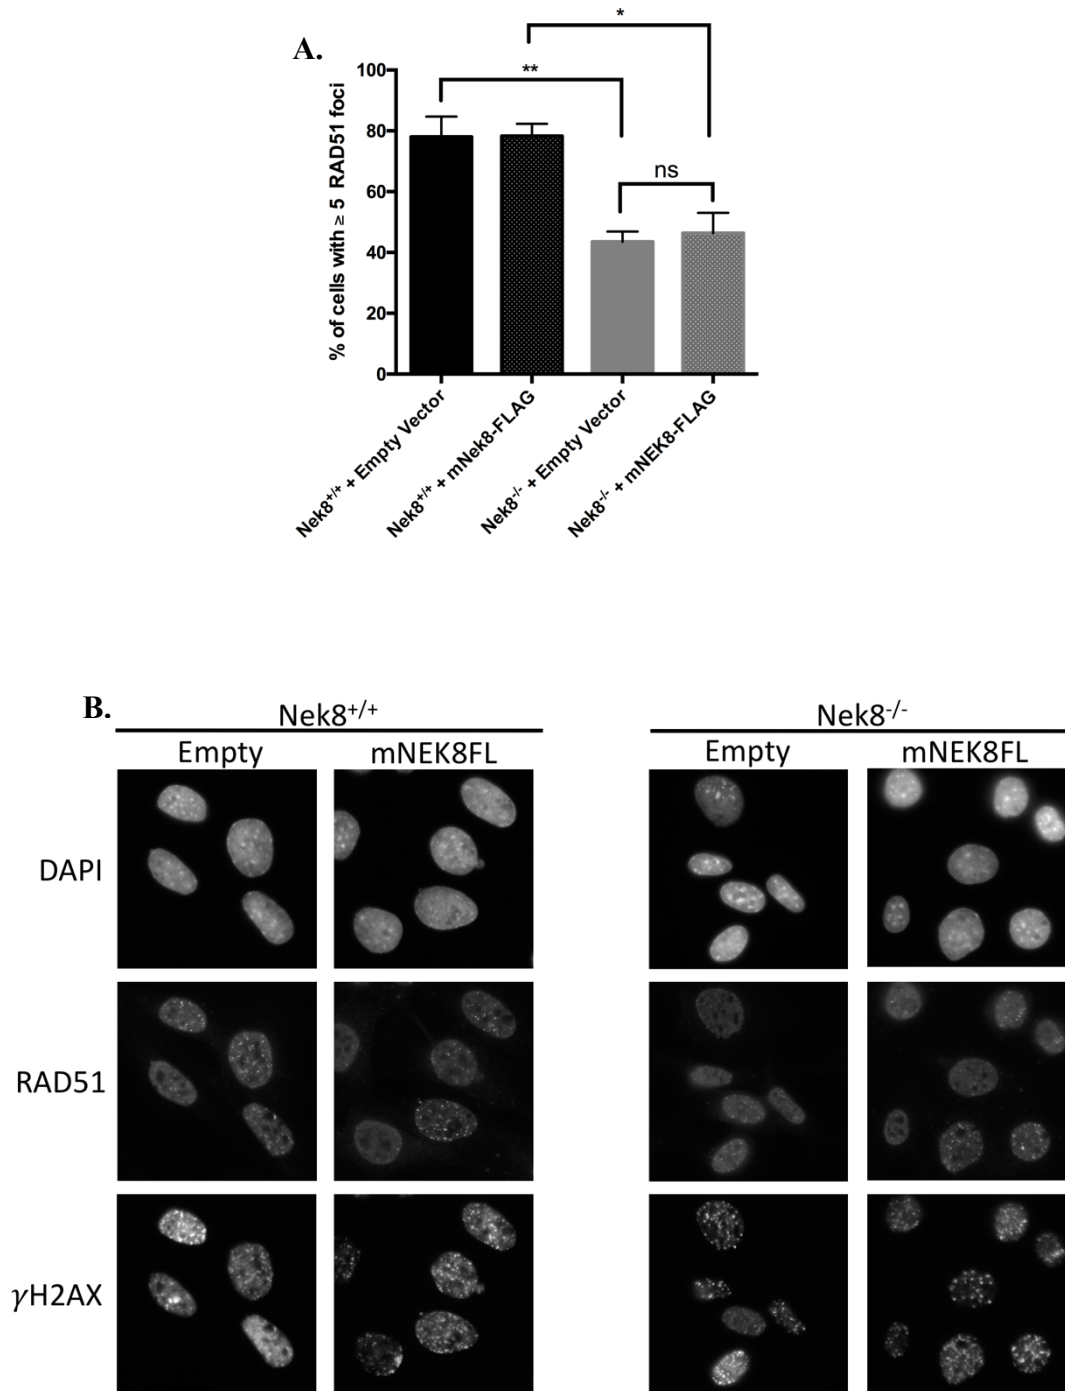 A.
*
**
ns
% of cells with ≥ 5 RAD51 foci
100
80
60
40
20
0
Nek8+/+ + Empty Vector
Nek8+/+ + mNek8-FLAG
Nek8-/- + Empty Vector
Nek8-/- + mNEK8-FLAG
B.
Nek8+/+ Nek8-/-
Empty mNEK8FL Empty mNEK8FL
DAPI
RAD51
γH2AX